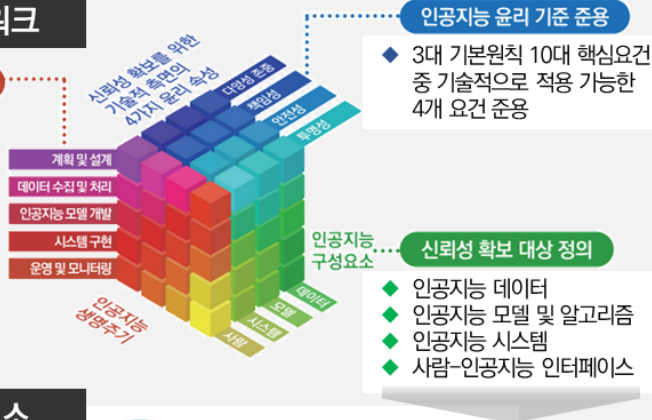 워크
인공지능 윤리 기준 준용
3대 기본원칙 10대 핵심요건
중 기술적으로 적용 가능한
4개 요건 준용
신뢰성 확보를 위한
기술적 측면의
4가지 윤리 속성
다양성 존중
책임성
안전성
투명성
계획 및 설계
데이터 수집 및 처리
인공지능 모델 개발
시스템 구현
운영 및 모니터링
인공지능
생명주기
인공지능
구성요소
데이터
모델
시스템
사람
신뢰성 확보 대상 정의
인공지능 데이터
인공지능 모델 및 알고리즘
인공지능 시스템
사람-인공지능 인터페이스